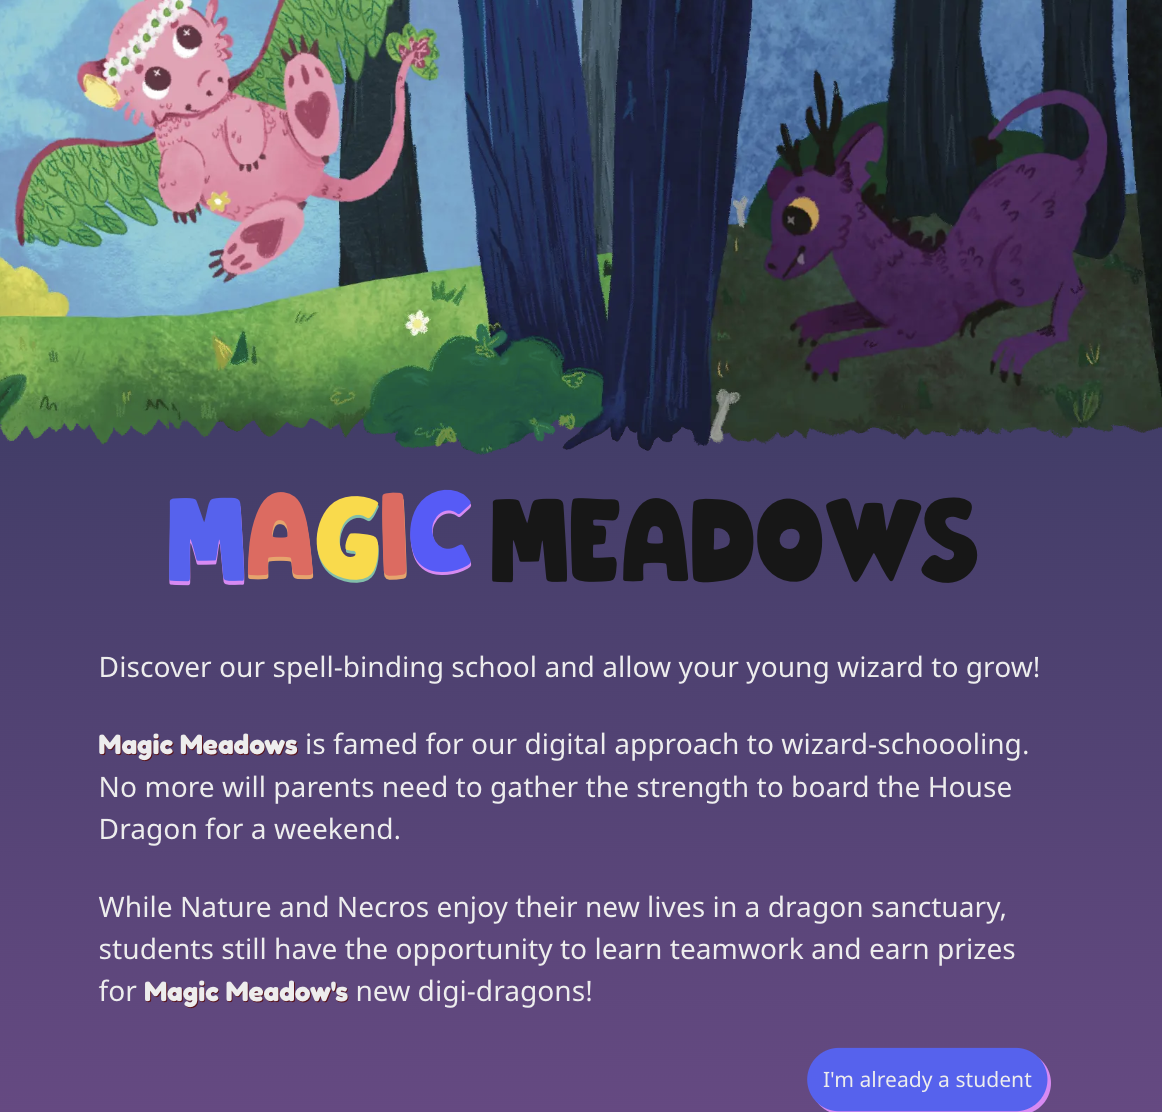 MAGIC MEADOWS
Discover our spell-binding school and allow your young wizard to grow!
Magic Meadows is famed for our digital approach to wizard-schoooling.
No more will parents need to gather the strength to board the House
Dragon for a weekend.
While Nature and Necros enjoy their new lives in a dragon sanctuary,
students still have the opportunity to learn teamwork and earn prizes
for Magic Meadow's new digi-dragons!
I'm already a student